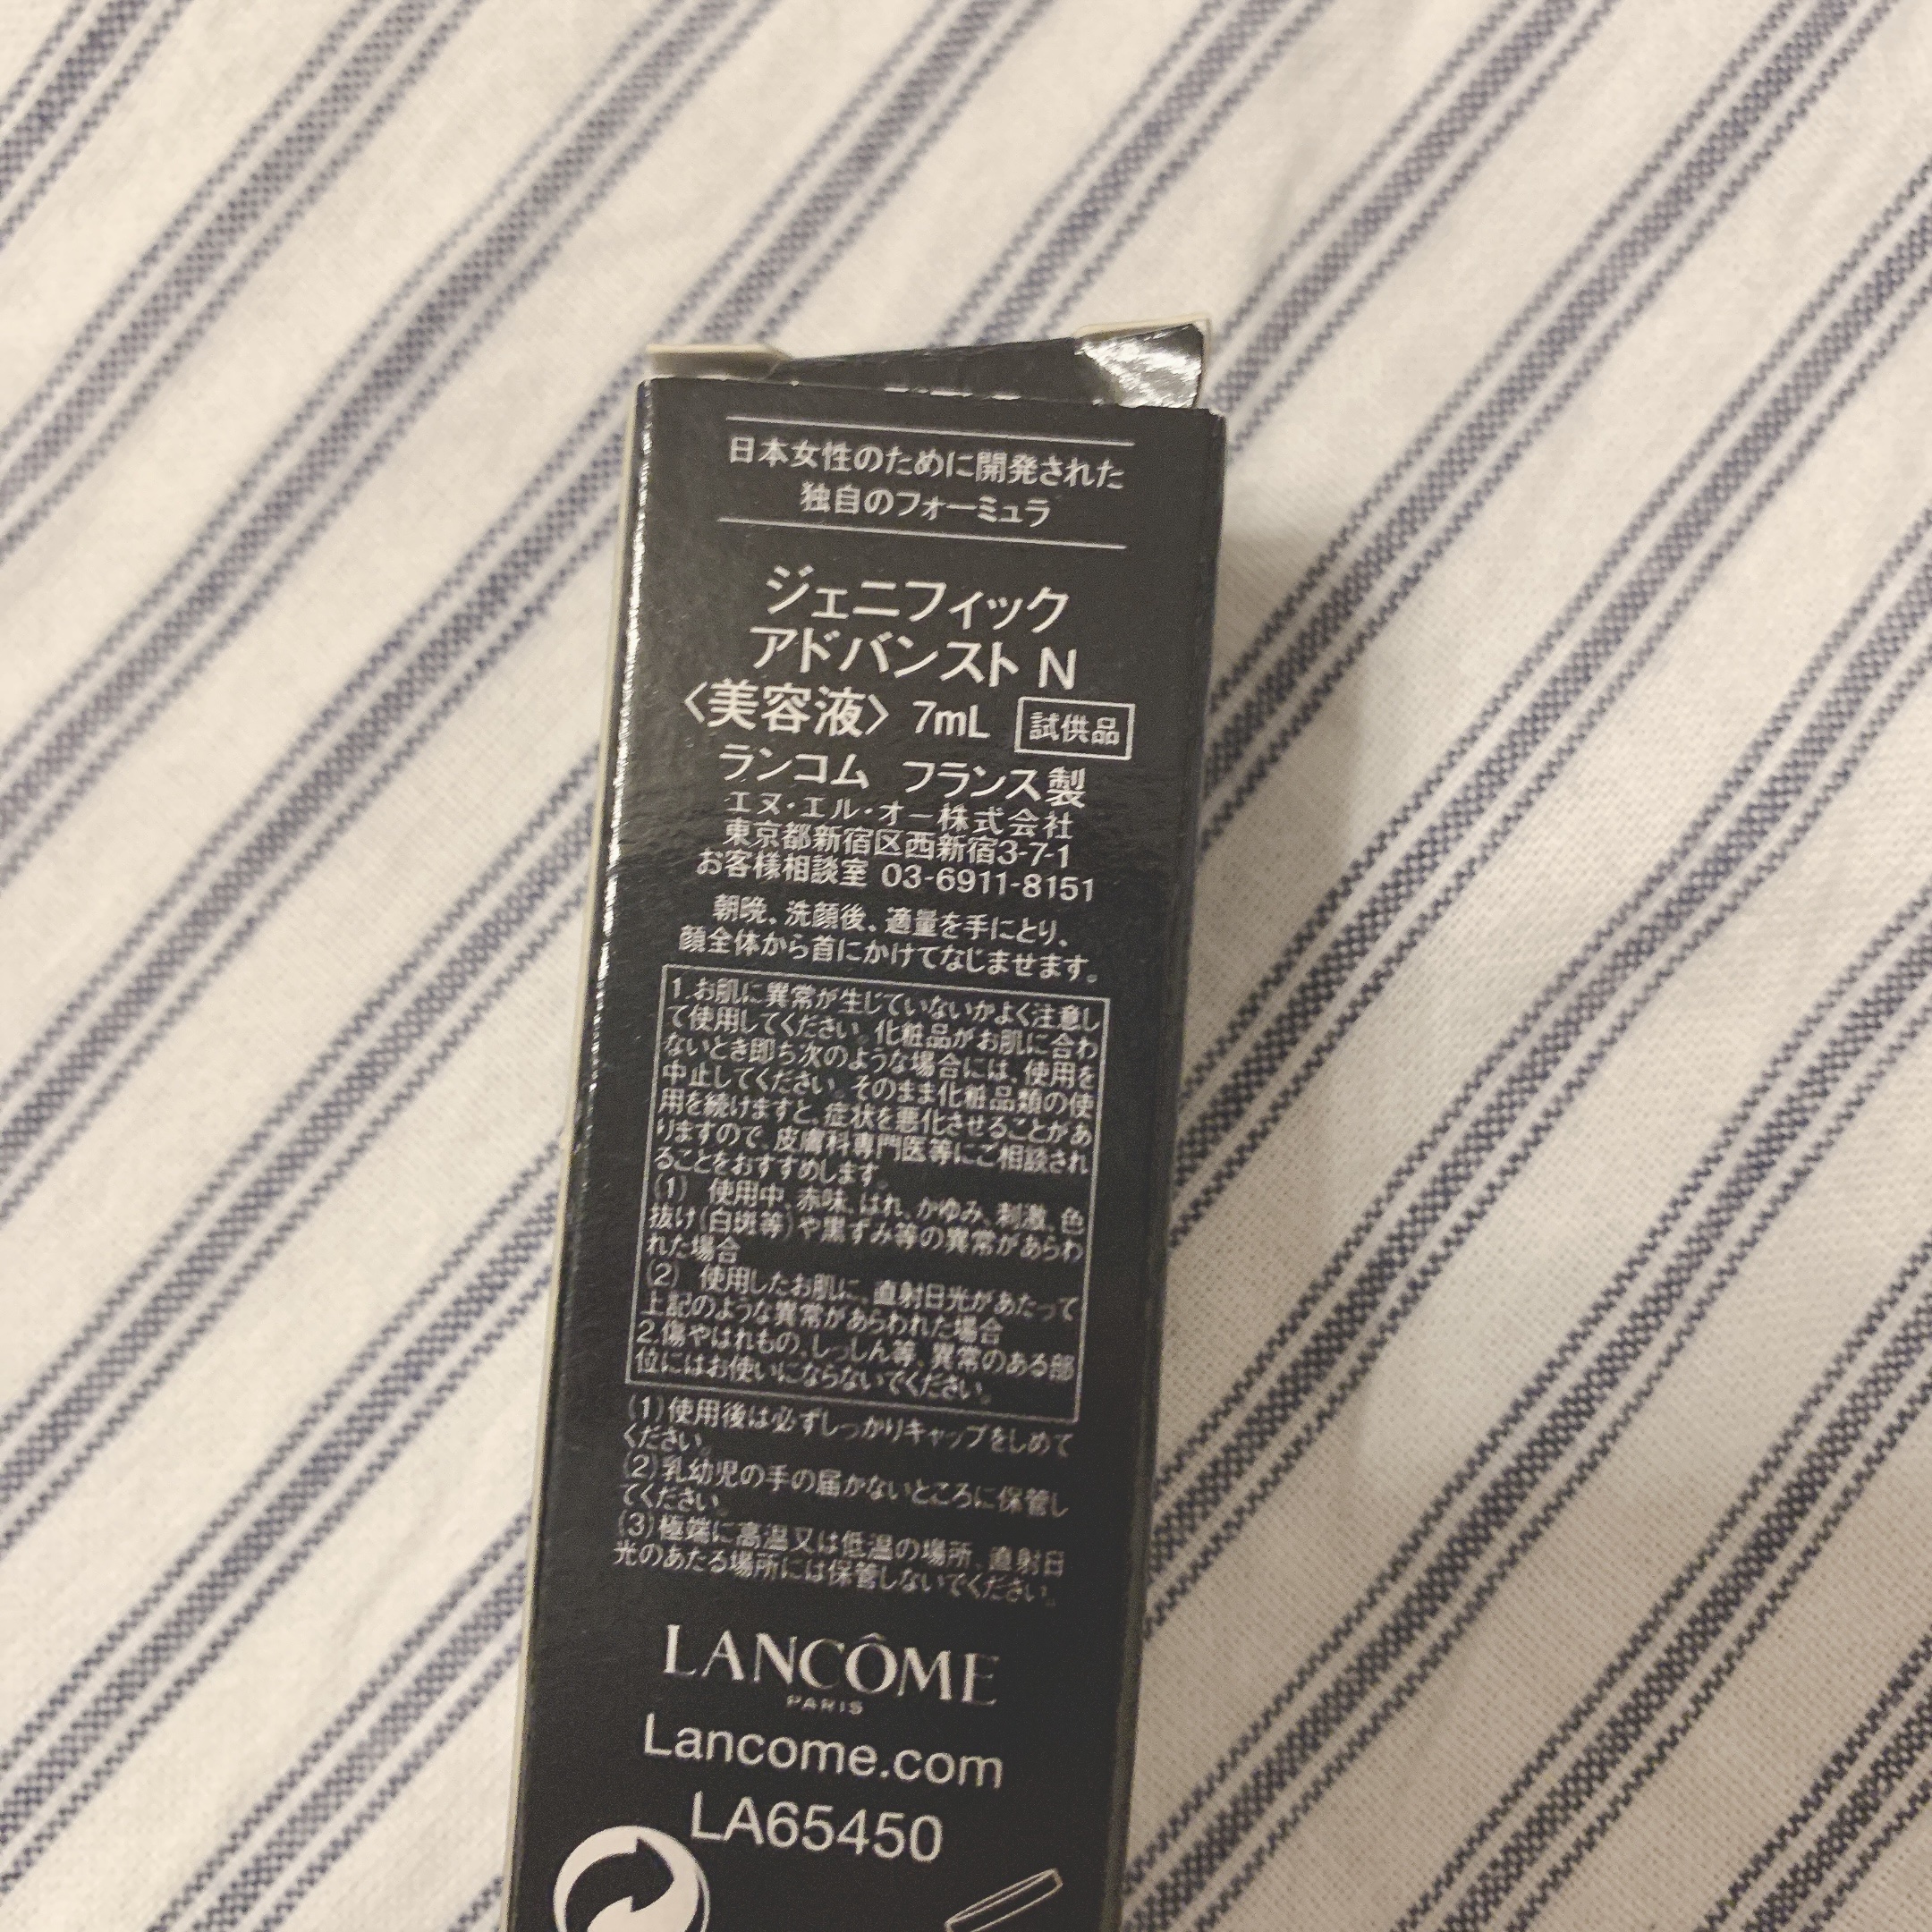 日本女性のために開発された
独自のフォーミュラ
ジェニフィック
アドバンスト N
〈美容液〉 7mL 試供品
ランコム フランス製
エヌ・エル・オー株式会社
東京都新宿区西新宿3-7-1
お客様相談室 03-6911-8151
朝晩、洗顔後、適量を手にとり、
顔全体から首にかけてなじませます。
1.お肌に異常が生じていないかよく注意し
て使用してください。化粧品がお肌に合わ
ないとき即ち次のような場合には、使用を
中止してください。そのまま化粧品類の使
用を続けますと、症状を悪化させることがあ
りますので、皮膚科専門医等にご相談され
ることをおすすめします。
(1) 使用中、赤味、はれ、かゆみ、刺激、色
抜け(白斑等)や黒ずみ等の異常があらわ
れた場合
(2) 使用したお肌に、直射日光があたって
上記のような異常があらわれた場合
2.傷やはれもの、しっしん等、異常のある部
位にはお使いにならないでください。
(1)使用後は必ずしっかりキャップをしめて
ください。
(2)乳幼児の手の届かないところに保管し
てください。
(3)極端に高温又は低温の場所、直射日
光のあたる場所には保管しないでください。
LANCÔME
PARIS
Lancome.com
LA65450